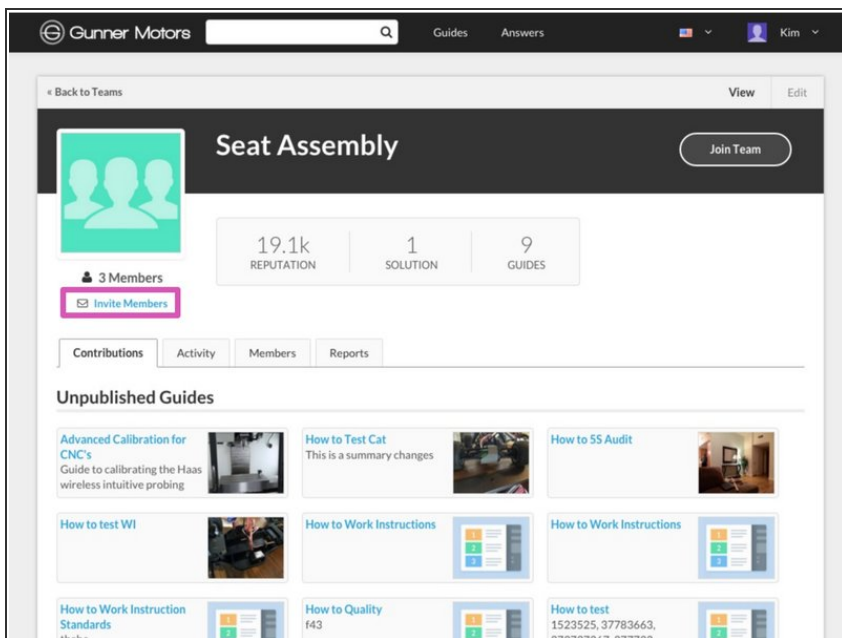 Gunner Motors
Guides
Answers
Kim
« Back to Teams
View
Edit
Seat Assembly
Join Team
19.1k
REPUTATION
1
SOLUTION
9
GUIDES
3 Members
Invite Members
Contributions
Activity
Members
Reports
Unpublished Guides
Advanced Calibration for
CNC's
Guide to calibrating the Haas
wireless intuitive probing
How to Test Cat
This is a summary changes
How to 5S Audit
How to test WI
How to Work Instructions
How to Work Instructions
How to Work Instruction
Standards
How to Quality
f43
How to test
1523525, 37783663,